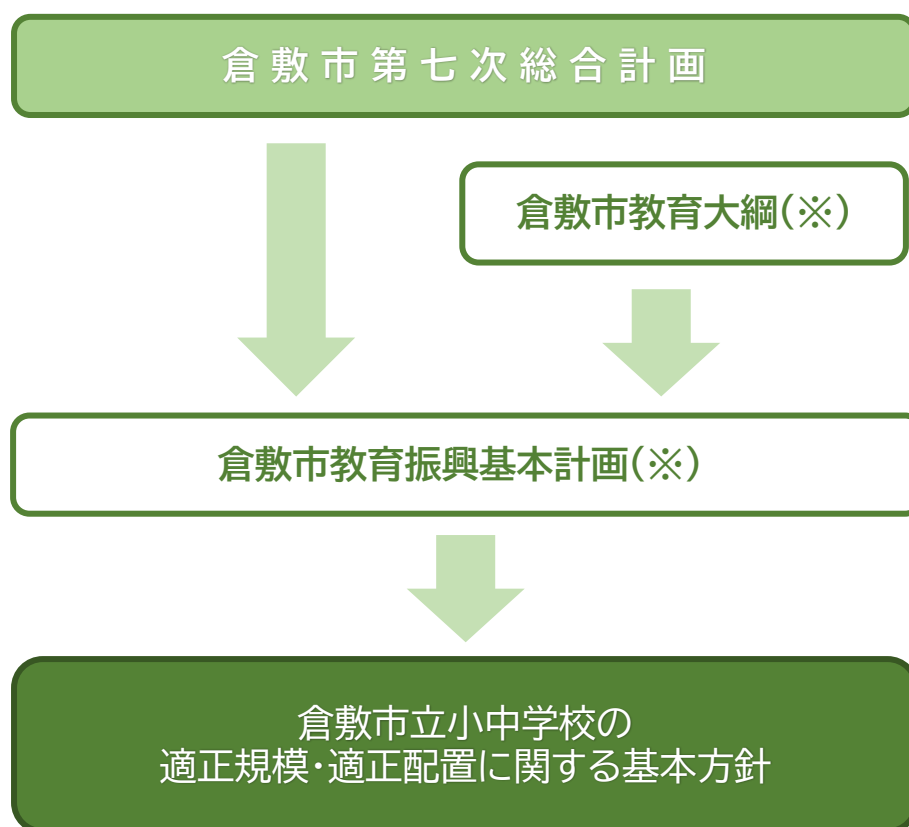 倉敷市第七次総合計画
倉敷市教育大綱(※)
倉敷市教育振興基本計画(※)
倉敷市立小中学校の
適正規模・適正配置に関する基本方針